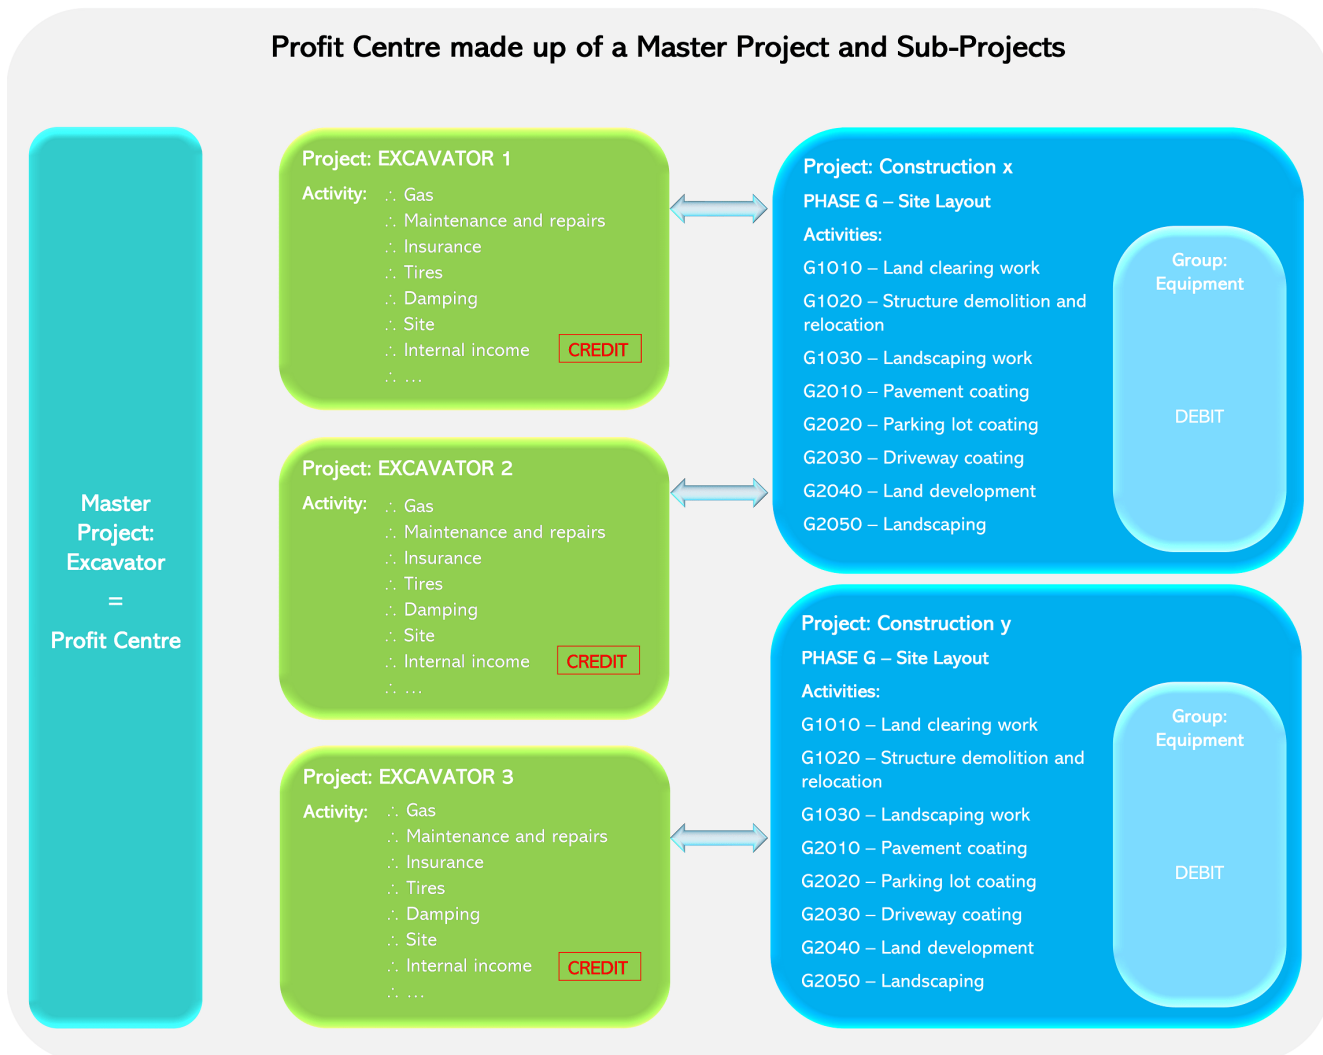 Profit Centre made up of a Master Project and Sub-Projects
Master
Project:
Excavator
=
Profit Centre
Project: EXCAVATOR 1
Activity:
∴ Gas
∴ Maintenance and repairs
∴ Insurance
∴ Tires
∴ Damping
∴ Site
∴ Internal income CREDIT
∴ ...
Project: EXCAVATOR 2
Activity:
∴ Gas
∴ Maintenance and repairs
∴ Insurance
∴ Tires
∴ Damping
∴ Site
∴ Internal income CREDIT
∴ ...
Project: EXCAVATOR 3
Activity:
∴ Gas
∴ Maintenance and repairs
∴ Insurance
∴ Tires
∴ Damping
∴ Site
∴ Internal income CREDIT
∴ ...
Project: Construction x
PHASE G – Site Layout
Activities:
G1010 – Land clearing work
G1020 – Structure demolition and
relocation
G1030 – Landscaping work
G2010 – Pavement coating
G2020 – Parking lot coating
G2030 – Driveway coating
G2040 – Land development
G2050 – Landscaping
Group:
Equipment
DEBIT
Project: Construction y
PHASE G – Site Layout
Activities:
G1010 – Land clearing work
G1020 – Structure demolition and
relocation
G1030 – Landscaping work
G2010 – Pavement coating
G2020 – Parking lot coating
G2030 – Driveway coating
G2040 – Land development
G2050 – Landscaping
Group:
Equipment
DEBIT